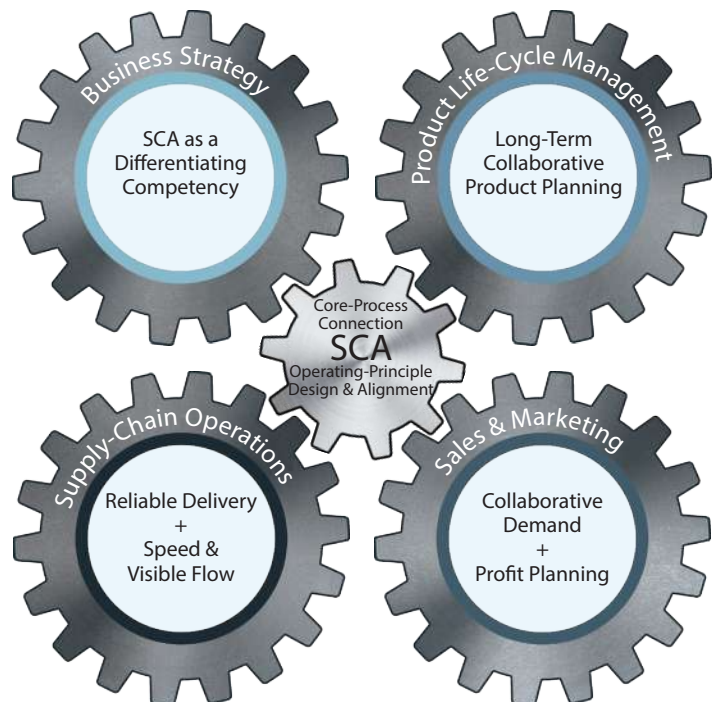 Business Strategy
SCA as a
Differentiating
Competency
Product Life-Cycle Management
Long-Term
Collaborative
Product Planning
Core-Process
Connection
SCA
Operating-Principle
Design & Alignment
Supply-Chain Operations
Reliable Delivery
+
Speed &
Visible Flow
Sales & Marketing
Collaborative
Demand
+
Profit Planning